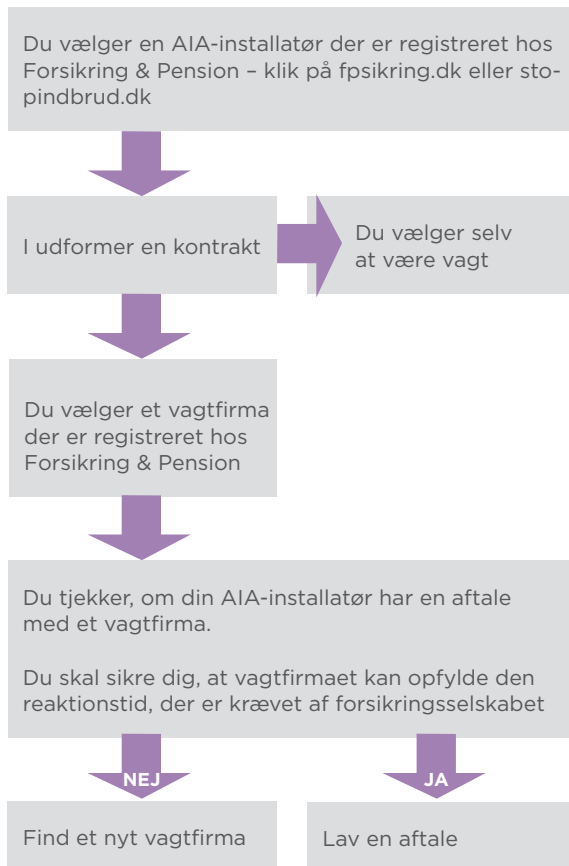 Du vælger en AIA-installatør der er registreret hos
Forsikring & Pension – klik på fpsikring.dk eller sto-
pindbrud.dk
I udformer en kontrakt
Du vælger selv
at være vagt
Du vælger et vagtfirma
der er registreret hos
Forsikring & Pension
Du tjekker, om din AIA-installatør har en aftale
med et vagtfirma.
Du skal sikre dig, at vagtfirmaet kan opfylde den
reaktionstid, der er krævet af forsikringsselskabet
NEJ
JA
Find et nyt vagtfirma
Lav en aftale